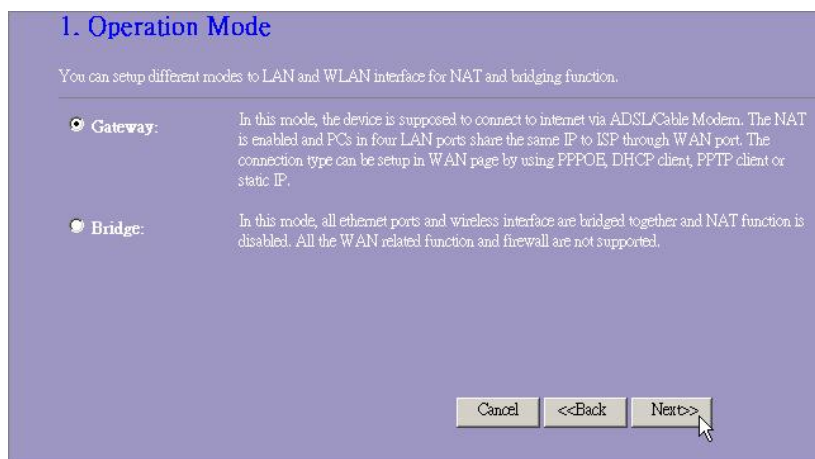 1. Operation Mode
You can setup different modes to LAN and WLAN interface for NAT and bridging function.
Gateway:
In this mode, the device is supposed to connect to internet via ADSL/Cable Modem. The NAT
is enabled and PCs in four LAN ports share the same IP to ISP through WAN port. The
connection type can be setup in WAN page by using PPPOE, DHCP client, PPTP client or
static IP.
Bridge:
In this mode, all ethernet ports and wireless interface are bridged together and NAT function is
disabled. All the WAN related function and firewall are not supported.
Cancel
<<Back
Next>>